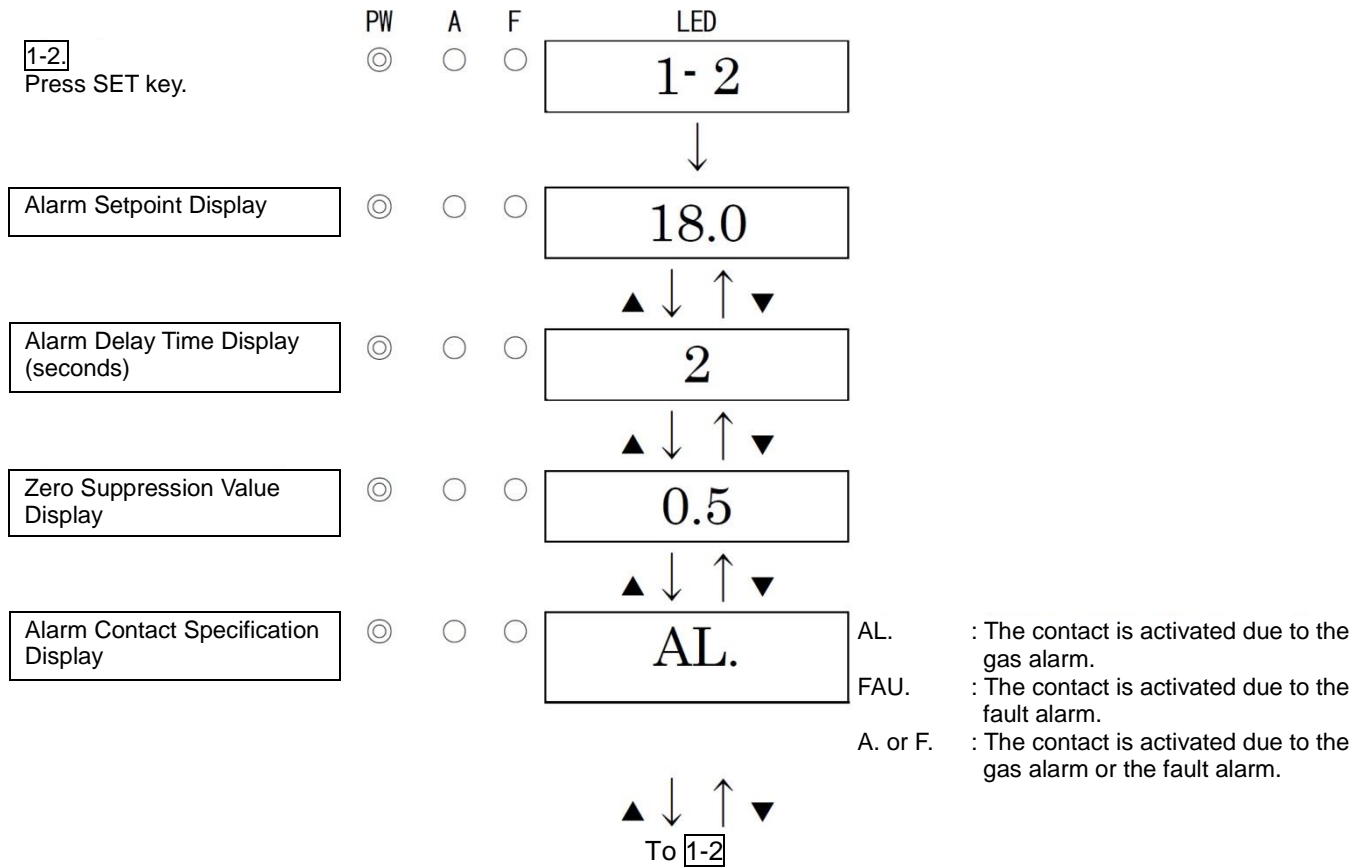 PW A F LED
1-2.
Press SET key.
1- 2
↓
Alarm Setpoint Display
18.0
▲ ↓ ↑ ▼
Alarm Delay Time Display
(seconds)
2
▲ ↓ ↑ ▼
Zero Suppression Value
Display
0.5
▲ ↓ ↑ ▼
Alarm Contact Specification
Display
AL.
AL. : The contact is activated due to the
gas alarm.
FAU. : The contact is activated due to the
fault alarm.
A. or F. : The contact is activated due to the
gas alarm or the fault alarm.
▲ ↓ ↑ ▼
To 1-2